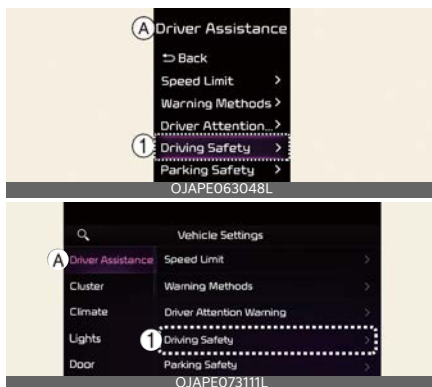 A Driver Assistance
Back
Speed Limit >
Warning Methods >
Driver Attention... >
1 Driving Safety >
Parking Safety >
OJAPE063048L
Vehicle Settings
A Driver Assistance Speed Limit >
Cluster Warning Methods >
Climate Driver Attention Warning >
Lights 1 Driving Safety >
Door Parking Safety >
OJAPE073111L